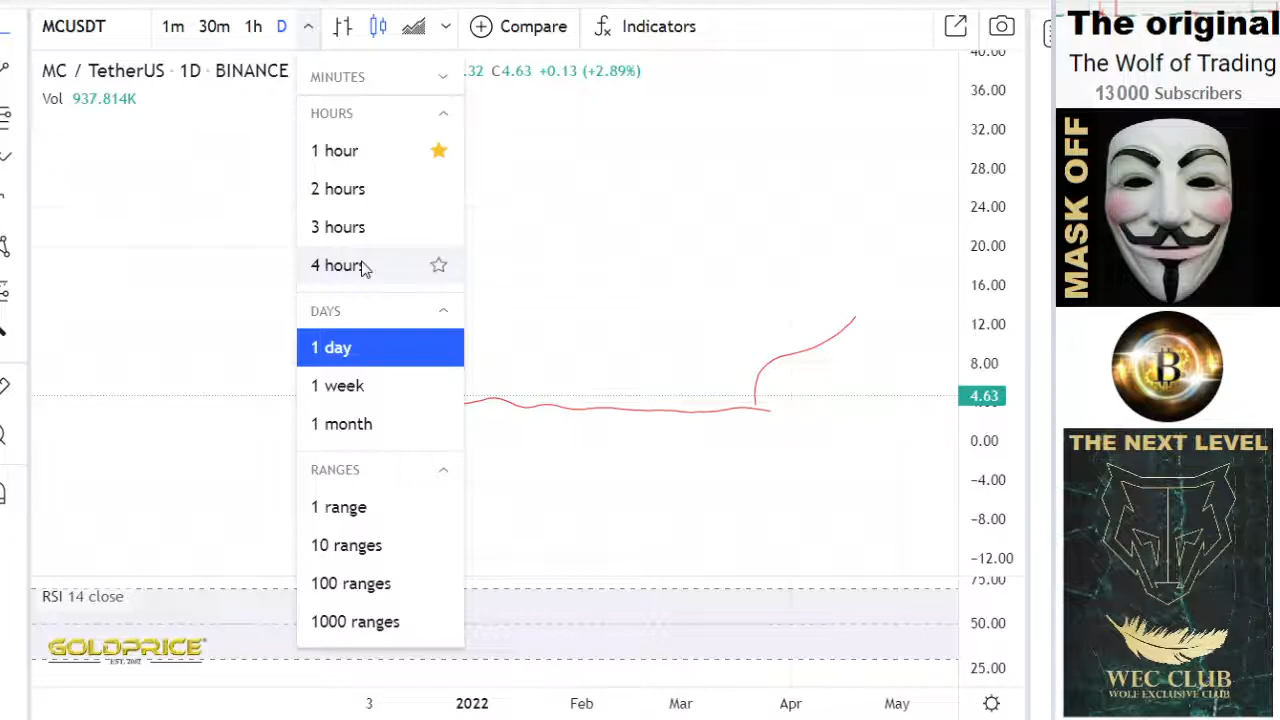 MCUSDT 1m 30m 1h D Compare Indicators
MC / TetherUS · 1D · BINANCE .32 C4.63 +0.13 (+2.89%)
Vol 937.814K
MINUTES
HOURS
1 hour
2 hours
3 hours
4 hours
DAYS
1 day
1 week
1 month
RANGES
1 range
10 ranges
100 ranges
1000 ranges
40.00
36.00
32.00
28.00
24.00
20.00
16.00
12.00
8.00
4.63
0.00
−4.00
−8.00
−12.00
75.00
50.00
25.00
RSI 14 close
GOLDPRICE
EST. 2002
3 2022 Feb Mar Apr May
The original
The Wolf of Trading
13000 Subscribers
MASK OFF
B
THE NEXT LEVEL
WEC CLUB
WOLF EXCLUSIVE CLUB